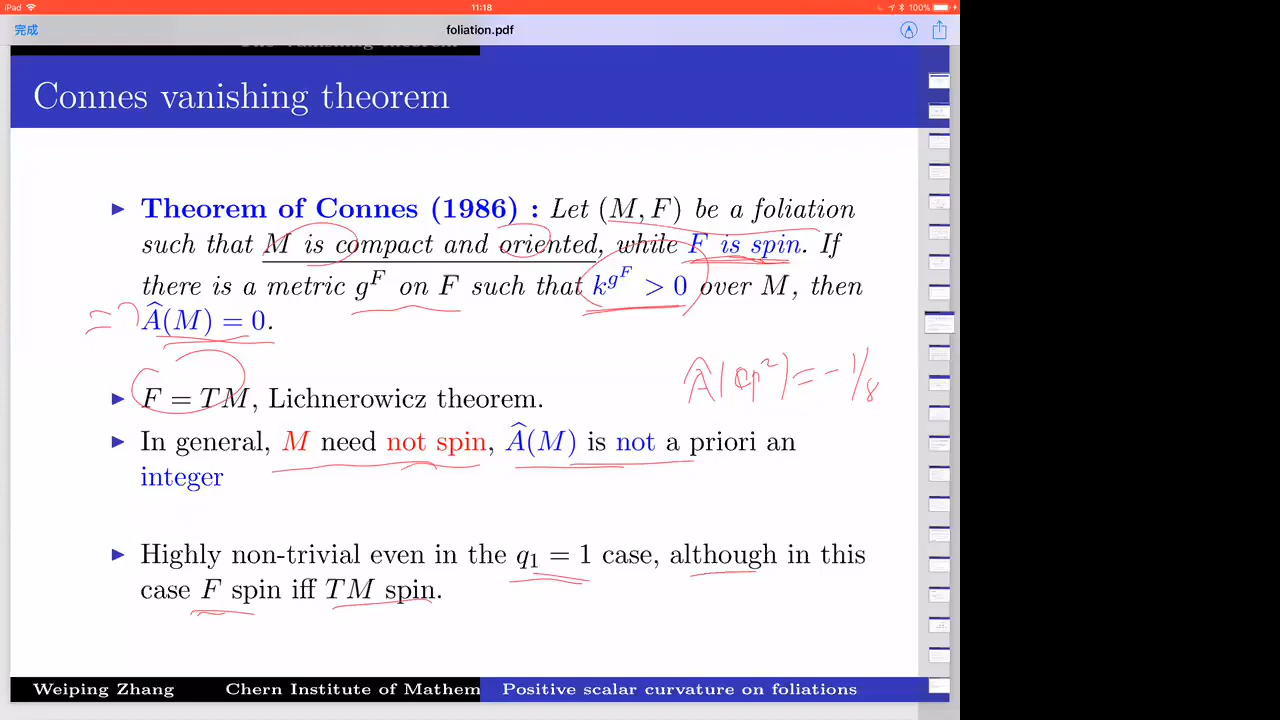 iPad 11:18 100%
完成 foliation.pdf
Connes vanishing theorem
▶ Theorem of Connes (1986) : Let (M, F) be a foliation
such that M is compact and oriented, while F is spin. If
there is a metric g^F on F such that k^{g^F} > 0 over M, then
Â(M) = 0.
Â(ℂP²) = -1/8
▶ F = TM, Lichnerowicz theorem.
▶ In general, M need not spin, Â(M) is not a priori an
integer
▶ Highly non-trivial even in the q₁ = 1 case, although in this
case F spin iff TM spin.
Weiping Zhang Chern Institute of Mathem Positive scalar curvature on foliations